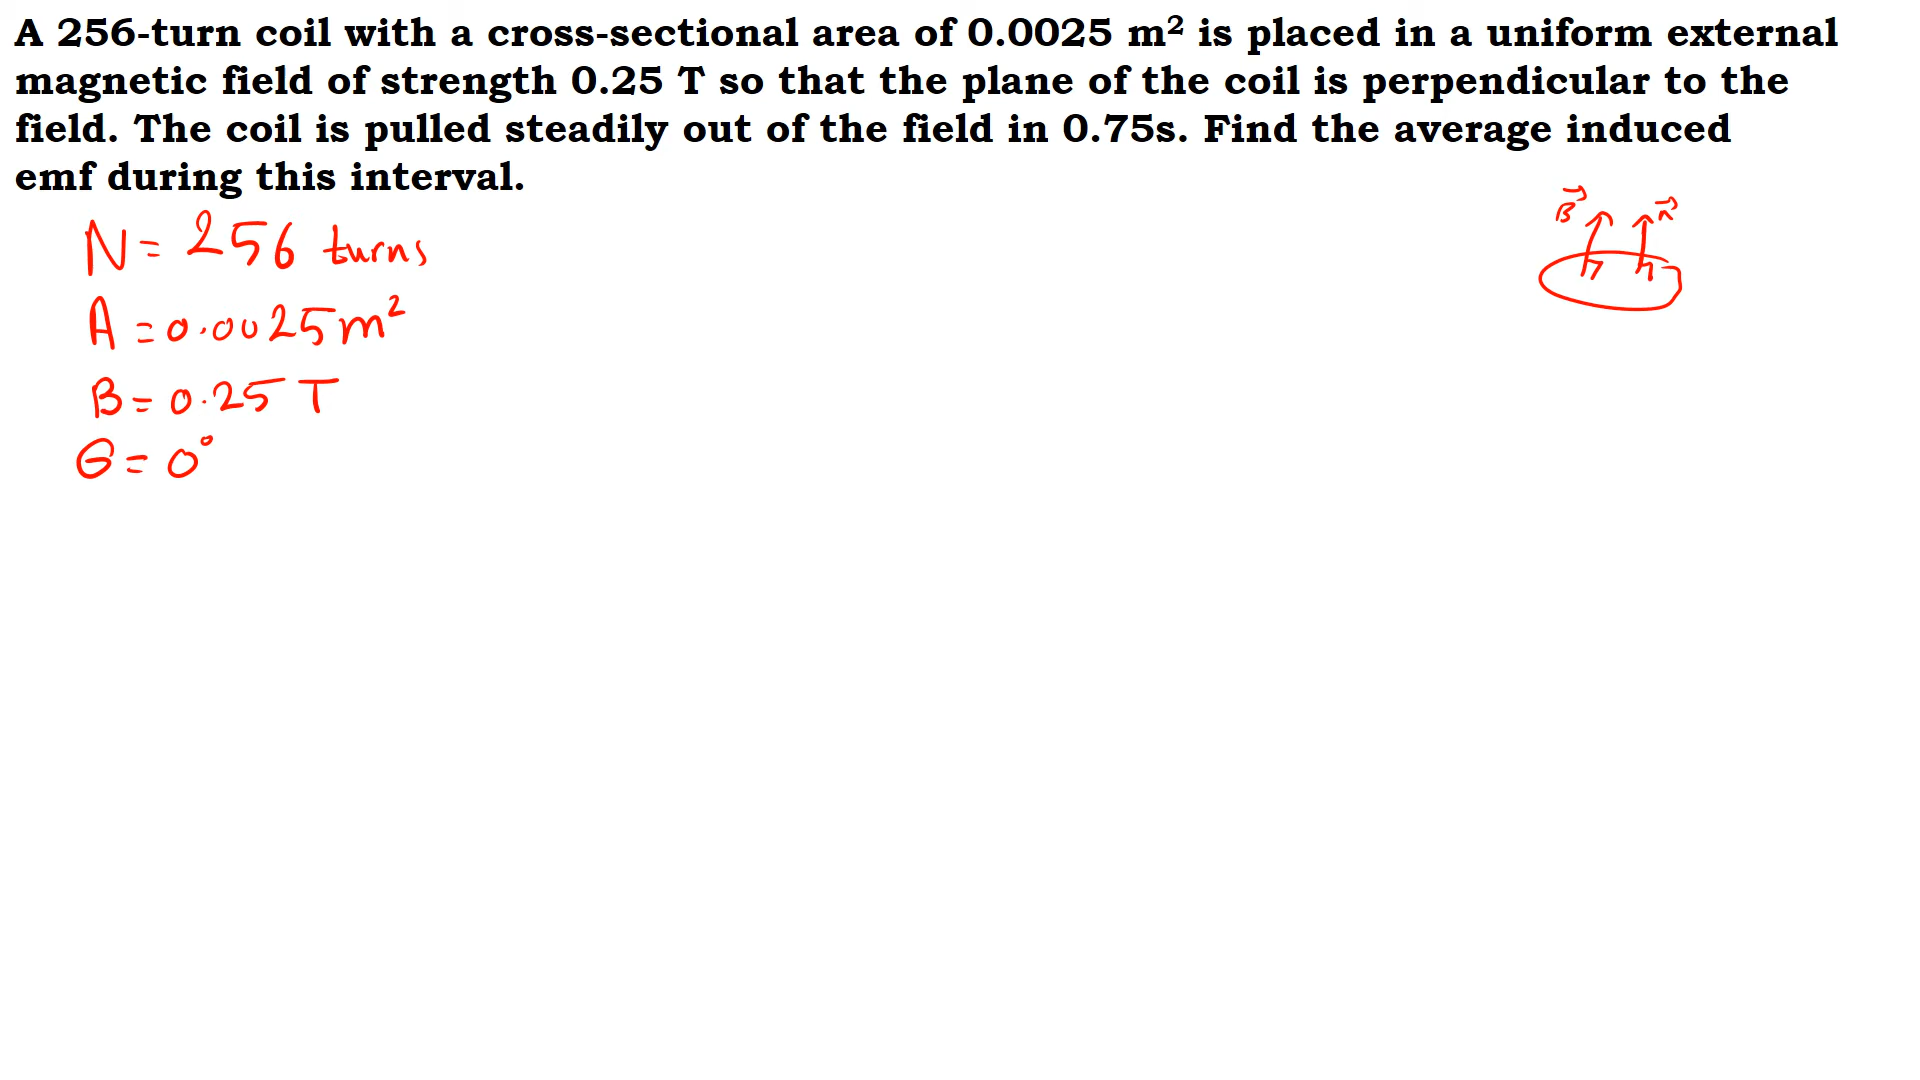 A 256-turn coil with a cross-sectional area of 0.0025 m² is placed in a uniform external
magnetic field of strength 0.25 T so that the plane of the coil is perpendicular to the
field. The coil is pulled steadily out of the field in 0.75s. Find the average induced
emf during this interval.
N = 256 turns
A = 0.0025 m²
B = 0.25 T
θ = 0°
B⃗